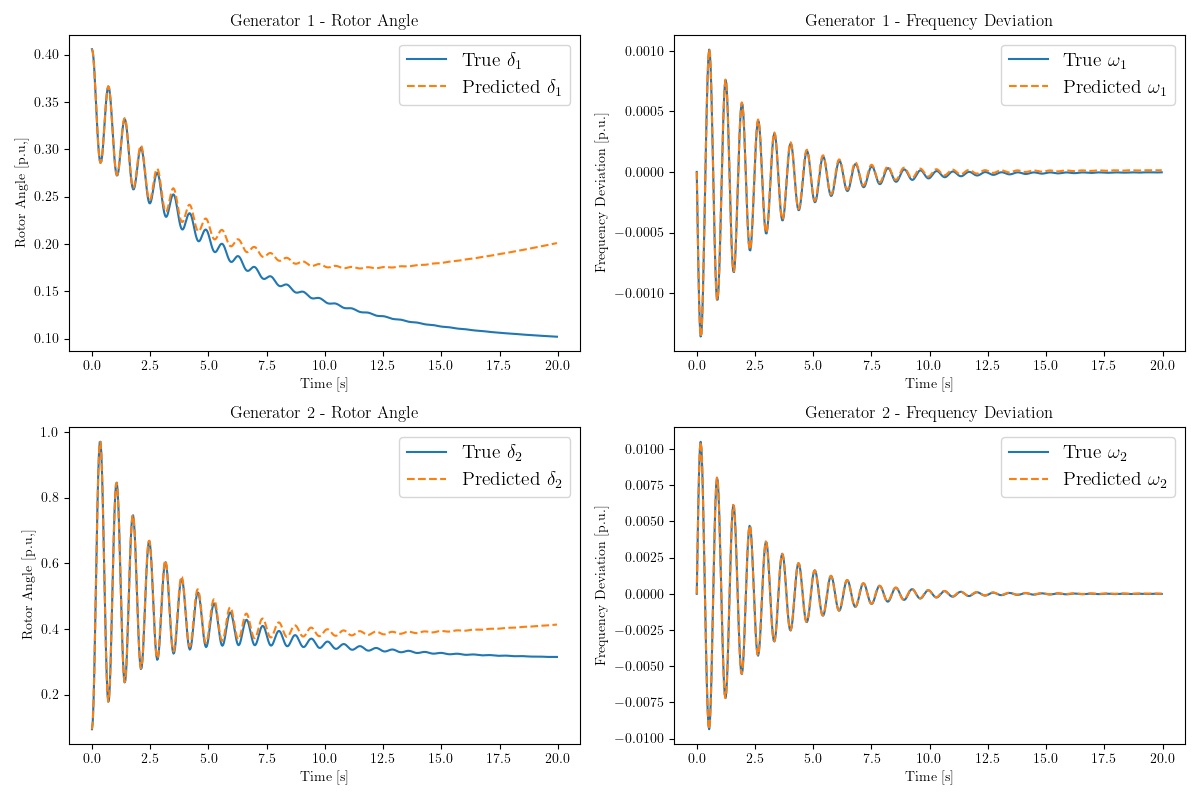 Generator 1 - Rotor Angle
True δ₁
Predicted δ₁
Rotor Angle [p.u.]
0.40
0.35
0.30
0.25
0.20
0.15
0.10
0.0 2.5 5.0 7.5 10.0 12.5 15.0 17.5 20.0
Time [s]
Generator 1 - Frequency Deviation
True ω₁
Predicted ω₁
Frequency Deviation [p.u.]
0.0010
0.0005
0.0000
−0.0005
−0.0010
0.0 2.5 5.0 7.5 10.0 12.5 15.0 17.5 20.0
Time [s]
Generator 2 - Rotor Angle
True δ₂
Predicted δ₂
Rotor Angle [p.u.]
1.0
0.8
0.6
0.4
0.2
0.0 2.5 5.0 7.5 10.0 12.5 15.0 17.5 20.0
Time [s]
Generator 2 - Frequency Deviation
True ω₂
Predicted ω₂
Frequency Deviation [p.u.]
0.0100
0.0075
0.0050
0.0025
0.0000
−0.0025
−0.0050
−0.0075
−0.0100
0.0 2.5 5.0 7.5 10.0 12.5 15.0 17.5 20.0
Time [s]